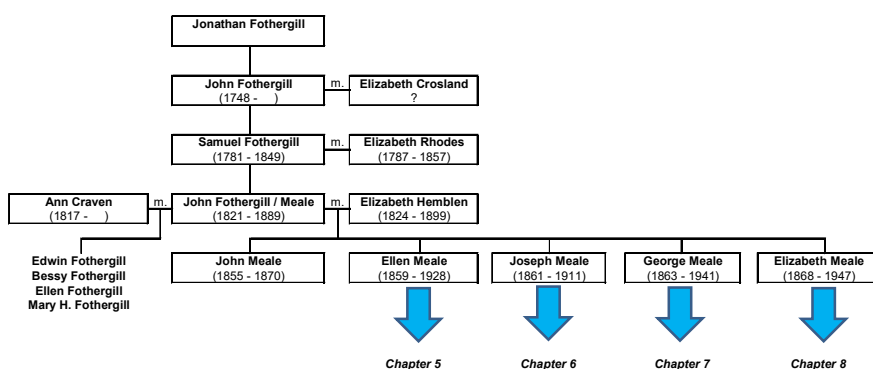 Jonathan Fothergill
John Fothergill
(1748 -    )
m.
Elizabeth Crosland
?
Samuel Fothergill
(1781 - 1849)
m.
Elizabeth Rhodes
(1787 - 1857)
Ann Craven
(1817 -    )
m.
John Fothergill / Meale
(1821 - 1889)
m.
Elizabeth Hemblen
(1824 - 1899)
Edwin Fothergill
Bessy Fothergill
Ellen Fothergill
Mary H. Fothergill
John Meale
(1855 - 1870)
Ellen Meale
(1859 - 1928)
Joseph Meale
(1861 - 1911)
George Meale
(1863 - 1941)
Elizabeth Meale
(1868 - 1947)
Chapter 5
Chapter 6
Chapter 7
Chapter 8